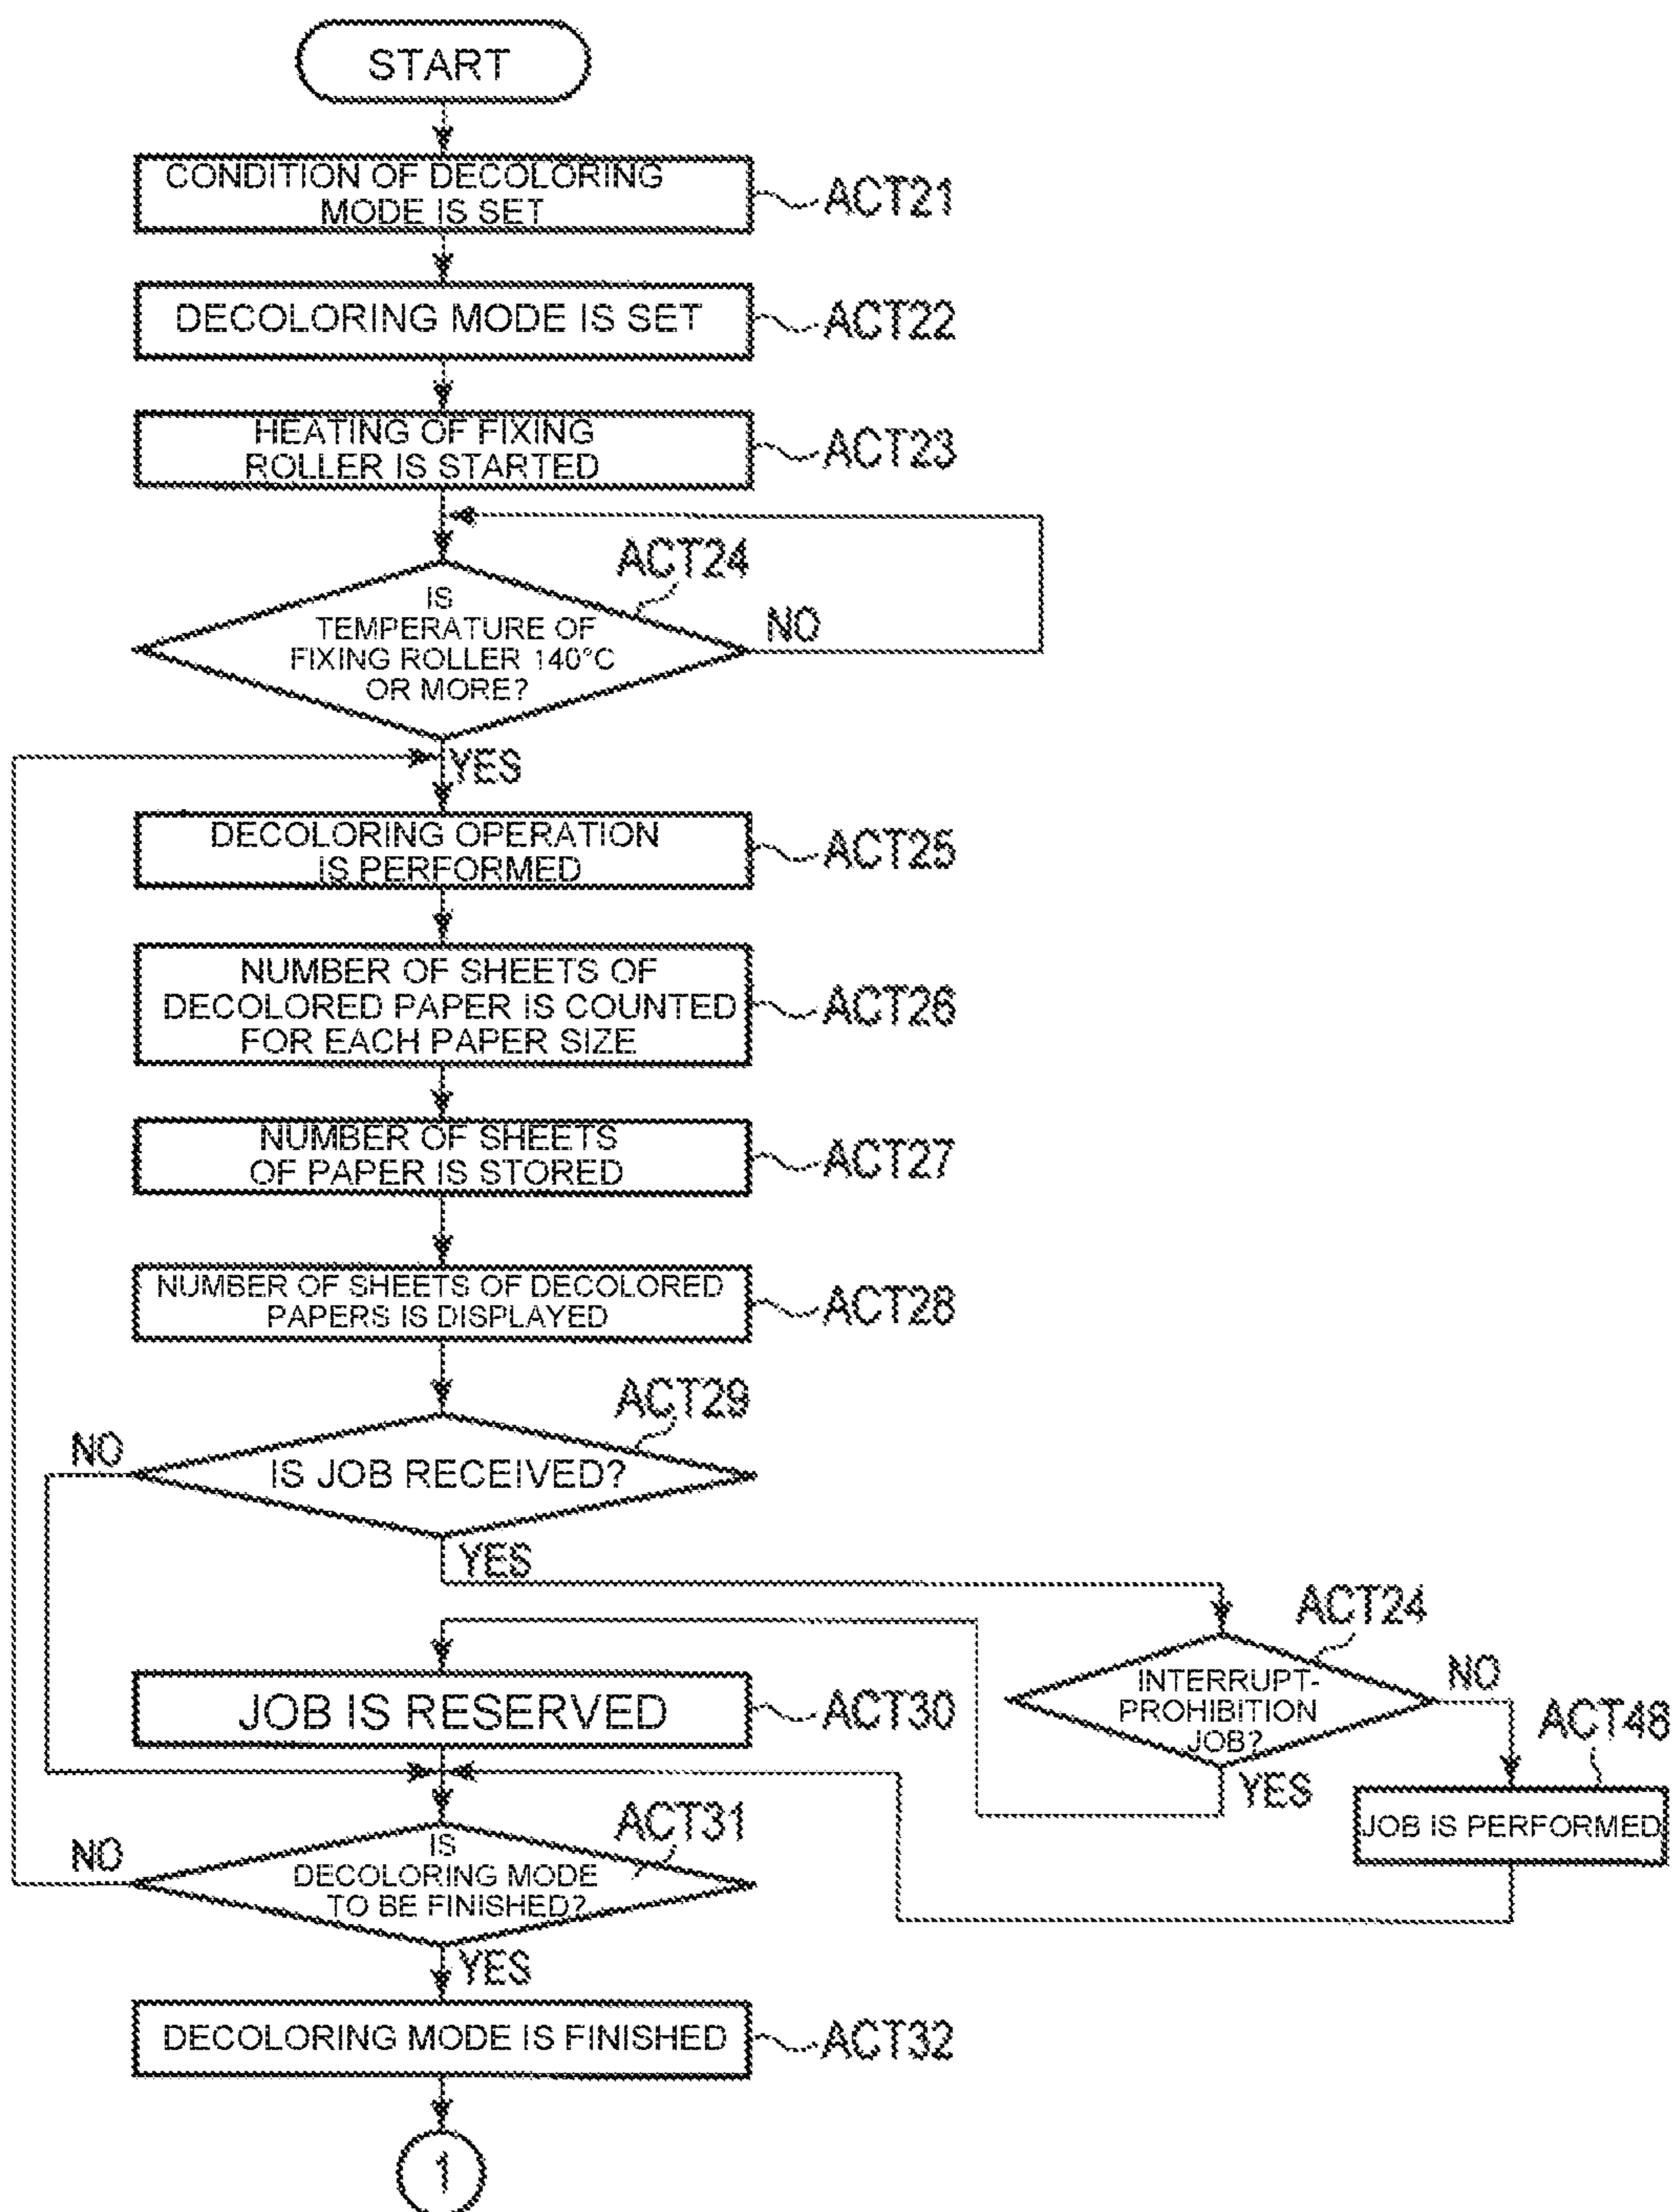 START
CONDITION OF DECOLORING
MODE IS SET
ACT21
DECOLORING MODE IS SET
ACT22
HEATING OF FIXING
ROLLER IS STARTED
ACT23
ACT24
IS
TEMPERATURE OF
FIXING ROLLER 140°C
OR MORE?
NO
YES
DECOLORING OPERATION
IS PERFORMED
ACT25
NUMBER OF SHEETS OF
DECOLORED PAPER IS COUNTED
FOR EACH PAPER SIZE
ACT26
NUMBER OF SHEETS
OF PAPER IS STORED
ACT27
NUMBER OF SHEETS OF DECOLORED
PAPERS IS DISPLAYED
ACT28
ACT29
NO
IS JOB RECEIVED?
YES
ACT24
INTERRUPT-
PROHIBITION
JOB?
NO
YES
ACT48
JOB IS PERFORMED
JOB IS RESERVED
ACT30
ACT31
NO
IS
DECOLORING MODE
TO BE FINISHED?
YES
DECOLORING MODE IS FINISHED
ACT32
1